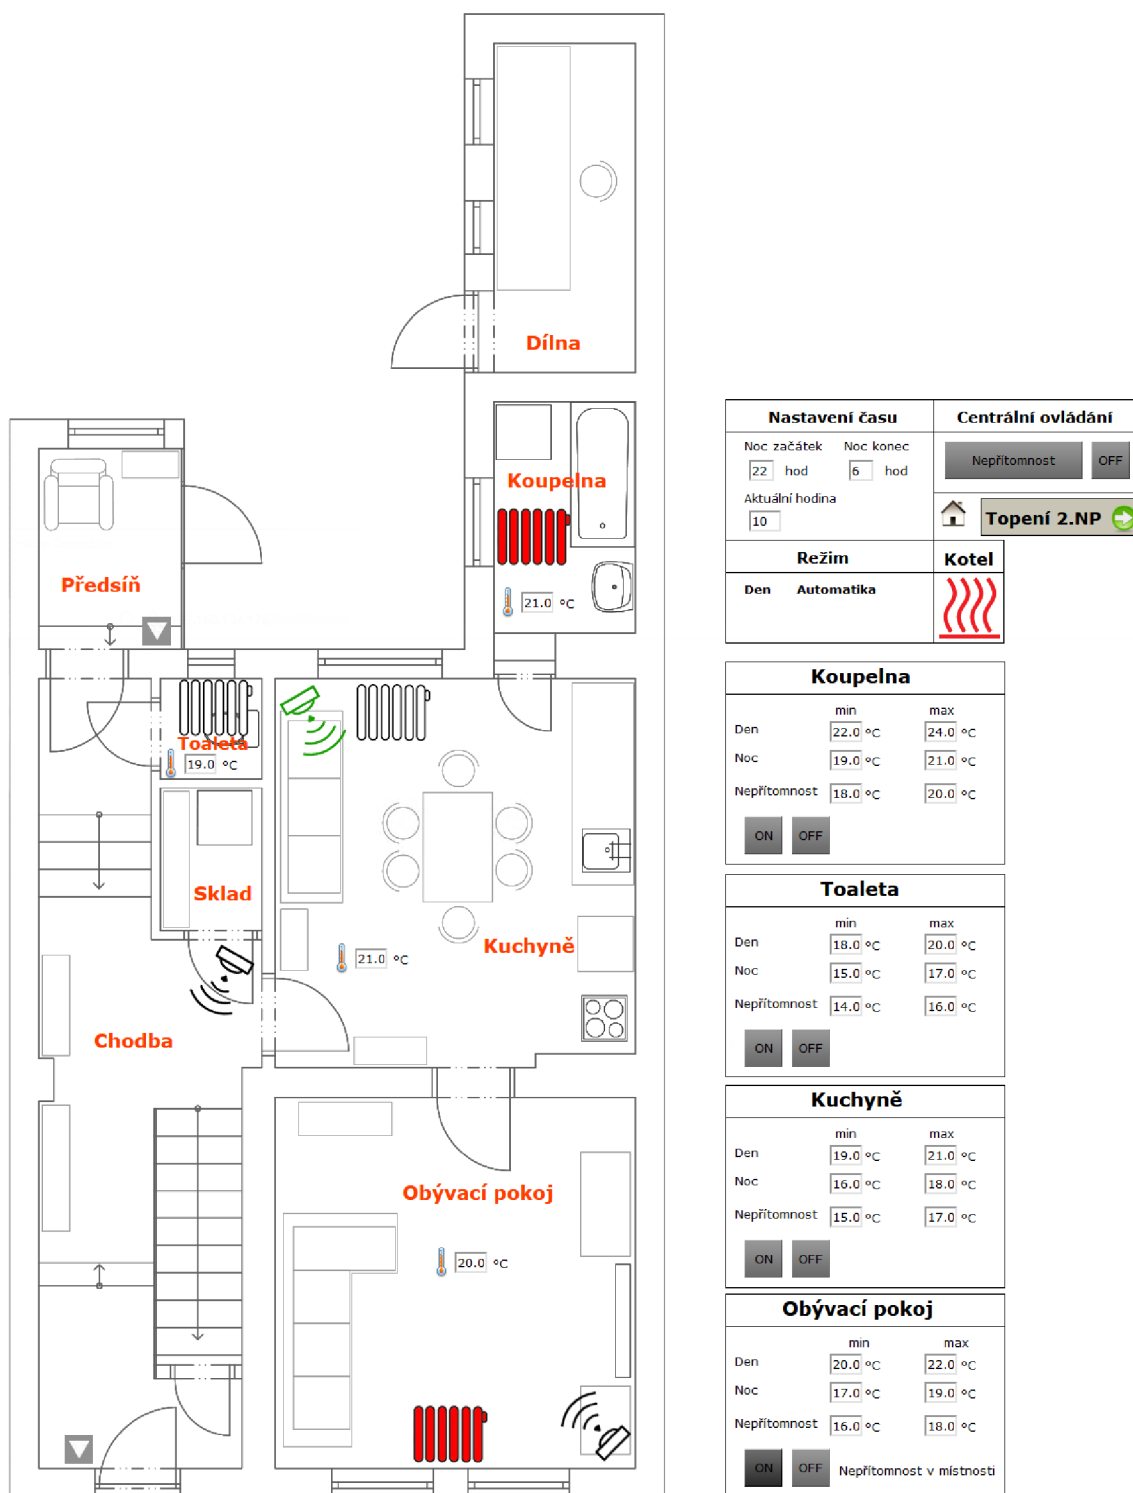 Dílna
Koupelna
21.0 °C
Předsíň
Toaleta
19.0 °C
Sklad
Kuchyně
21.0 °C
Chodba
Obývací pokoj
20.0 °C
Nastavení času
Noc začátek Noc konec
22 hod 6 hod
Aktuální hodina
10
Centrální ovládání
Nepřítomnost OFF
Topení 2.NP
Režim
Den Automatika
Kotel
Koupelna
min max
Den 22.0 °C 24.0 °C
Noc 19.0 °C 21.0 °C
Nepřítomnost 18.0 °C 20.0 °C
ON OFF
Toaleta
min max
Den 18.0 °C 20.0 °C
Noc 15.0 °C 17.0 °C
Nepřítomnost 14.0 °C 16.0 °C
ON OFF
Kuchyně
min max
Den 19.0 °C 21.0 °C
Noc 16.0 °C 18.0 °C
Nepřítomnost 15.0 °C 17.0 °C
ON OFF
Obývací pokoj
min max
Den 20.0 °C 22.0 °C
Noc 17.0 °C 19.0 °C
Nepřítomnost 16.0 °C 18.0 °C
ON OFF Nepřítomnost v místnosti